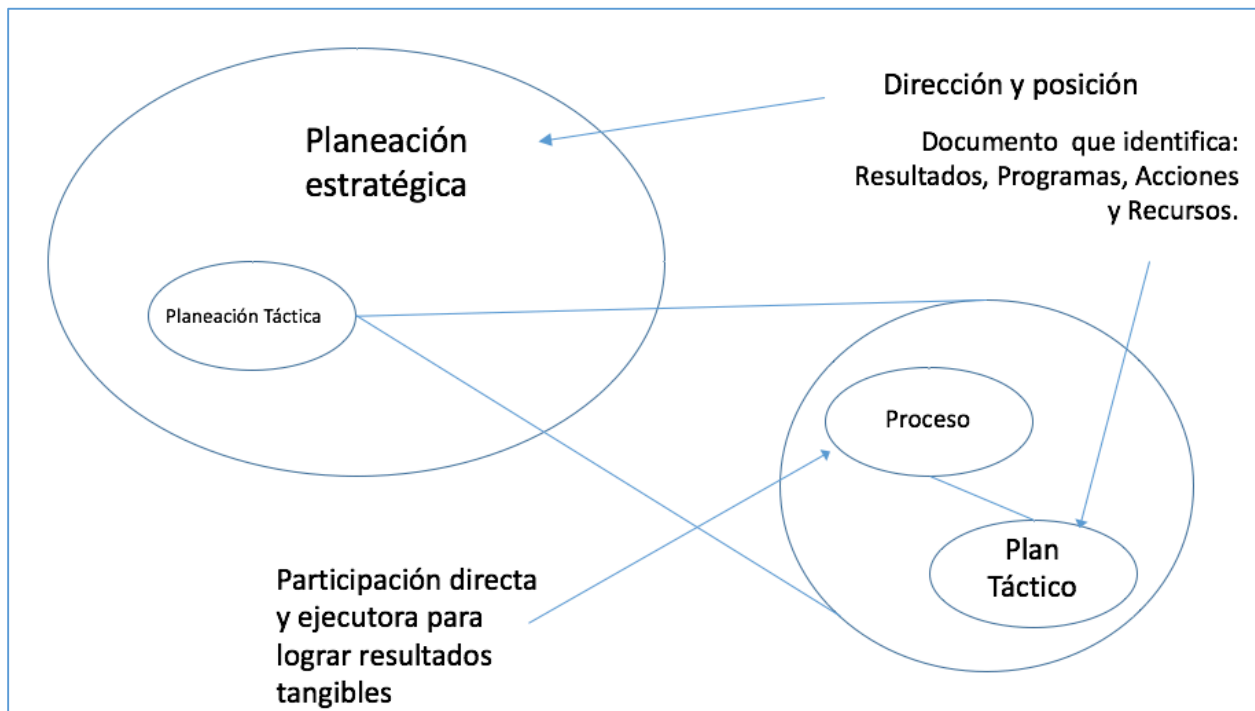 Planeación
estratégica
Planeación Táctica
Dirección y posición
Documento que identifica:
Resultados, Programas, Acciones
y Recursos.
Proceso
Plan
Táctico
Participación directa
y ejecutora para
lograr resultados
tangibles